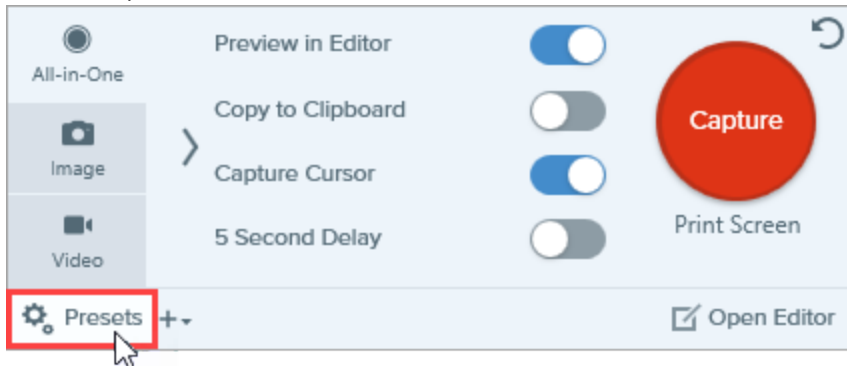 All-in-One
Image
Video
Preview in Editor
Copy to Clipboard
Capture Cursor
5 Second Delay
Capture
Print Screen
Presets
Open Editor